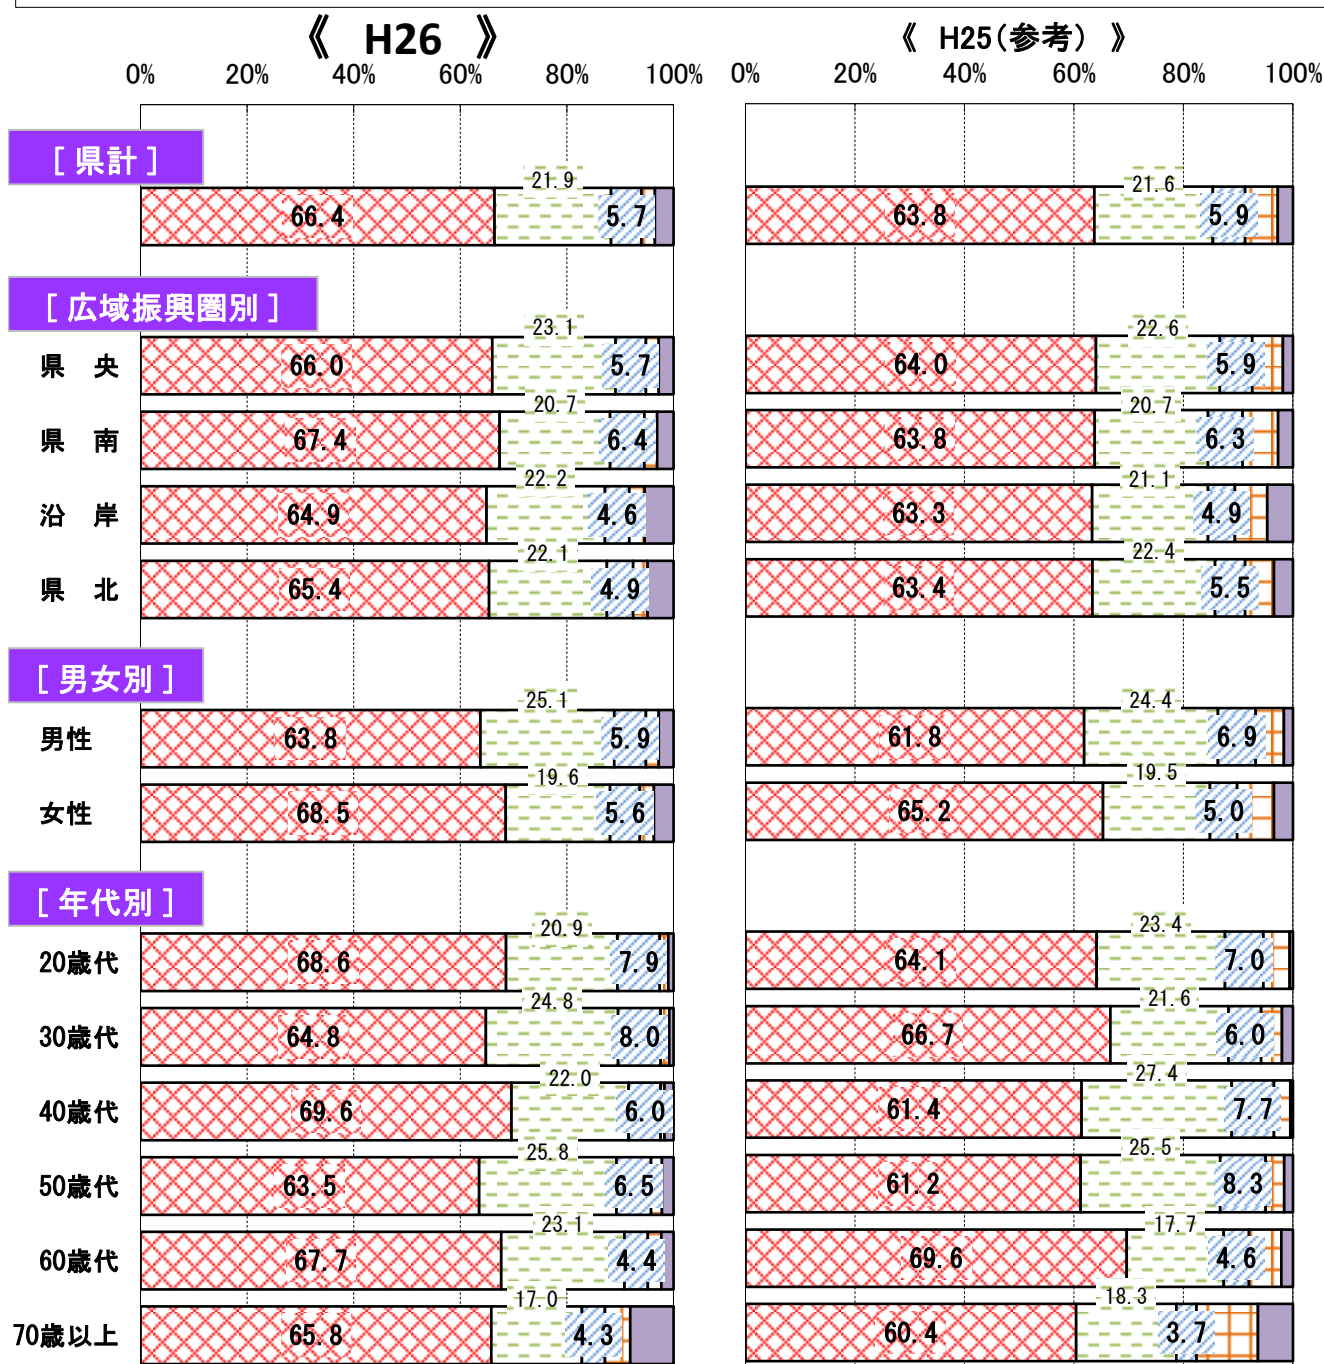 《 H26 》 《 H25(参考) 》
0% 20% 40% 60% 80% 100% 0% 20% 40% 60% 80% 100%
[ 県計 ]
21.9 21.6
66.4 5.7 63.8 5.9
[ 広域振興圏別 ]
23.1 22.6
県 央 66.0 5.7 64.0 5.9
20.7 20.7
県 南 67.4 6.4 63.8 6.3
22.2 21.1
沿 岸 64.9 4.6 63.3 4.9
22.1 22.4
県 北 65.4 4.9 63.4 5.5
[ 男女別 ]
25.1 24.4
男性 63.8 5.9 61.8 6.9
19.6 19.5
女性 68.5 5.6 65.2 5.0
[ 年代別 ]
20.9 23.4
20歳代 68.6 7.9 64.1 7.0
24.8 21.6
30歳代 64.8 8.0 66.7 6.0
22.0 27.4
40歳代 69.6 6.0 61.4 7.7
25.8 25.5
50歳代 63.5 6.5 61.2 8.3
23.1 17.7
60歳代 67.7 4.4 69.6 4.6
17.0 18.3
70歳以上 65.8 4.3 60.4 3.7